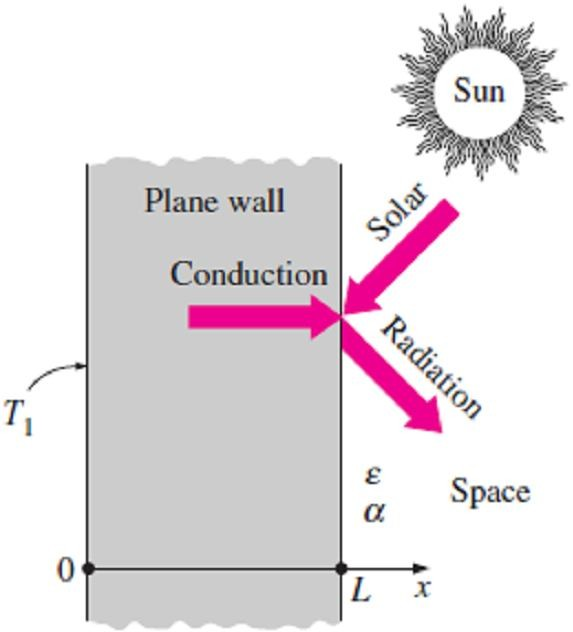 Sun
Plane wall
Solar
Conduction
Radiation
T₁
ε
α
Space
0
L
x